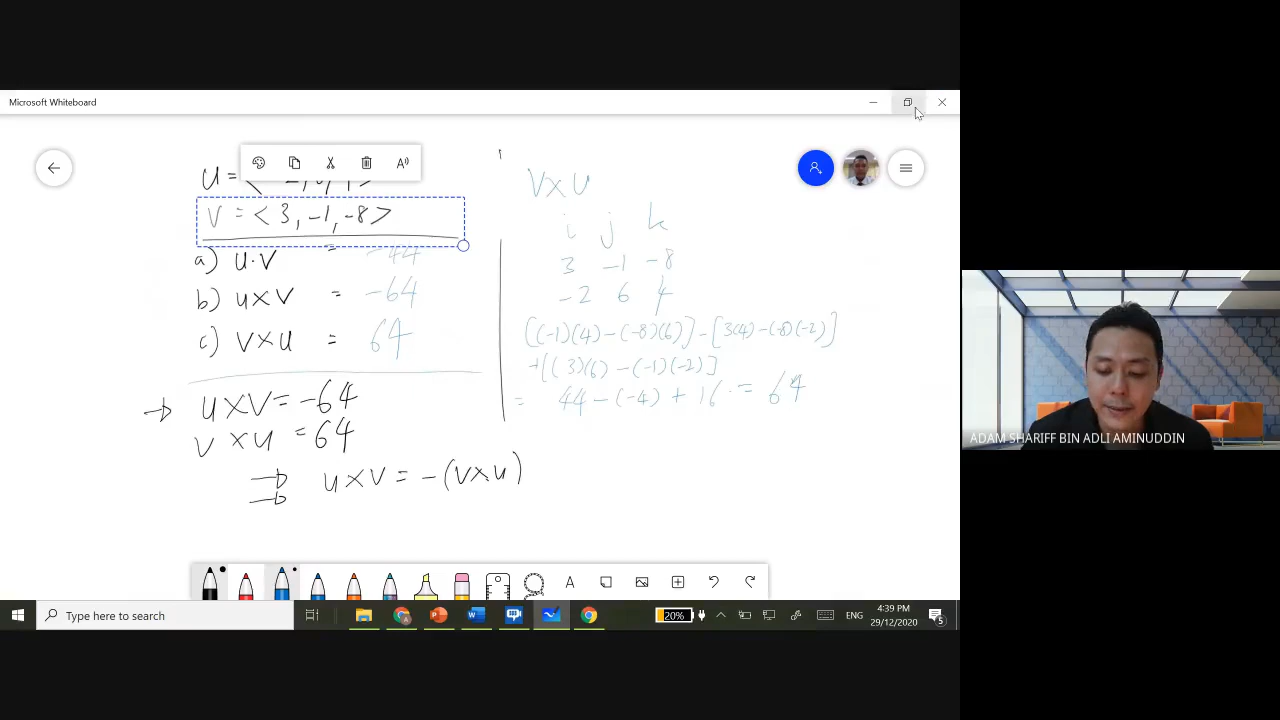 Microsoft Whiteboard
U = <
V = <3, -1, -8>
a) u·v = -44
b) u×v = -64
c) v×u = 64
→ u×v = -64
v×u = 64
⇒ u×v = -(v×u)
V×U
i j k
3 -1 -8
-2 6 4
[(-1)(4)-(-8)(6)]-[3(4)-(-8)(-2)]
+[(3)(6)-(-1)(-2)]
= 44-(-4)+16 = 64
ADAM SHARIFF BIN ADLI AMINUDDIN
Type here to search
20%
ENG
4:39 PM
29/12/2020
5